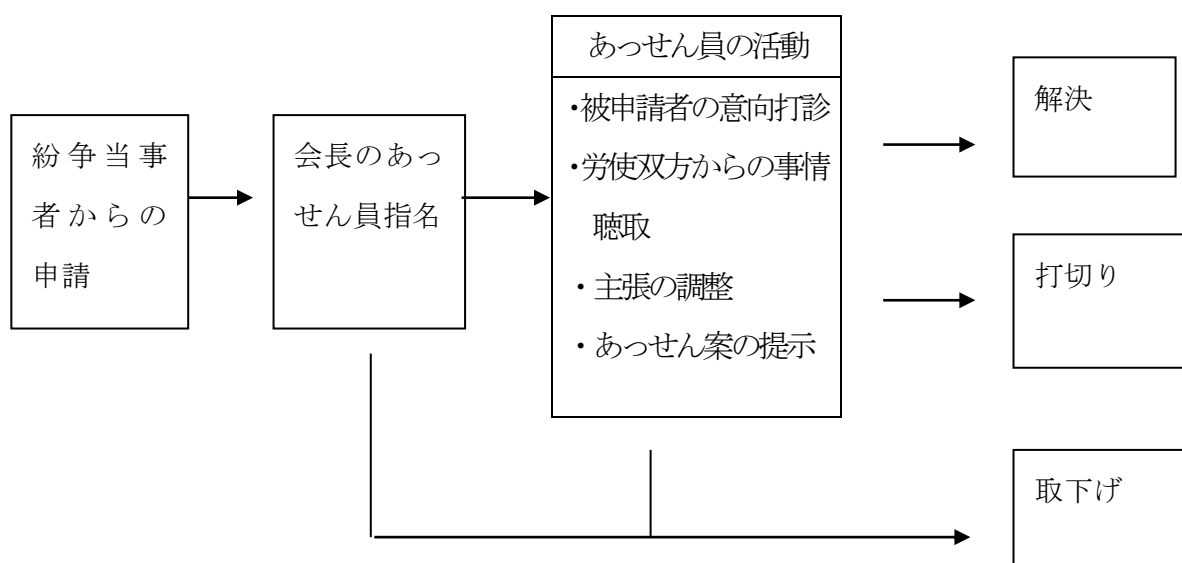 紛争当事
者からの
申請
会長のあっ
せん員指名
あっせん員の活動
・被申請者の意向打診
・労使双方からの事情
聴取
・主張の調整
・あっせん案の提示
解決
打切り
取下げ